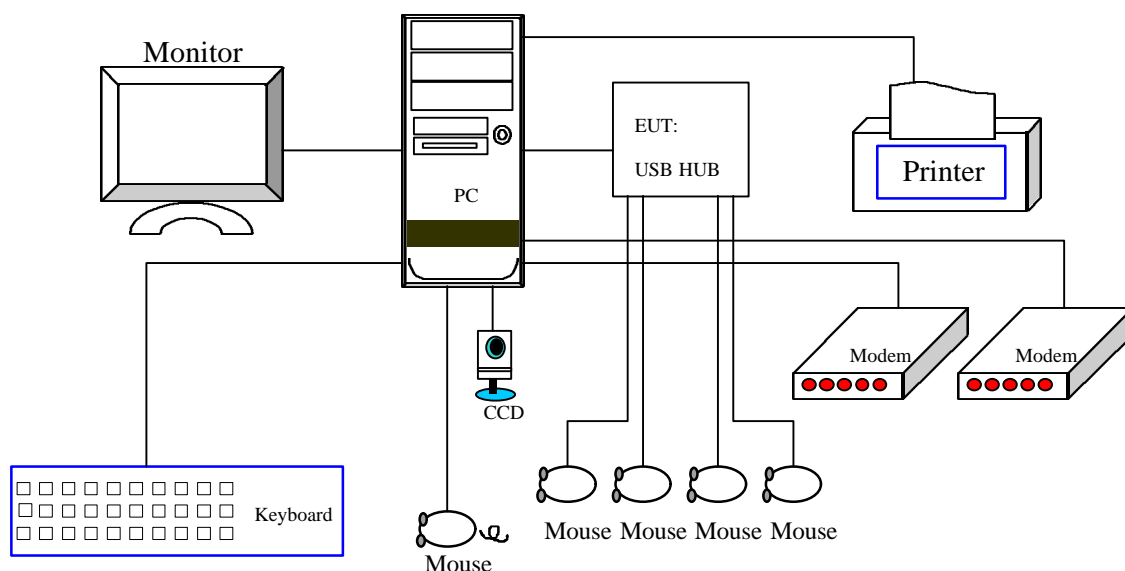 Monitor
EUT:
USB HUB
Printer
PC
Modem
Modem
CCD
Keyboard
Mouse
Mouse Mouse Mouse Mouse